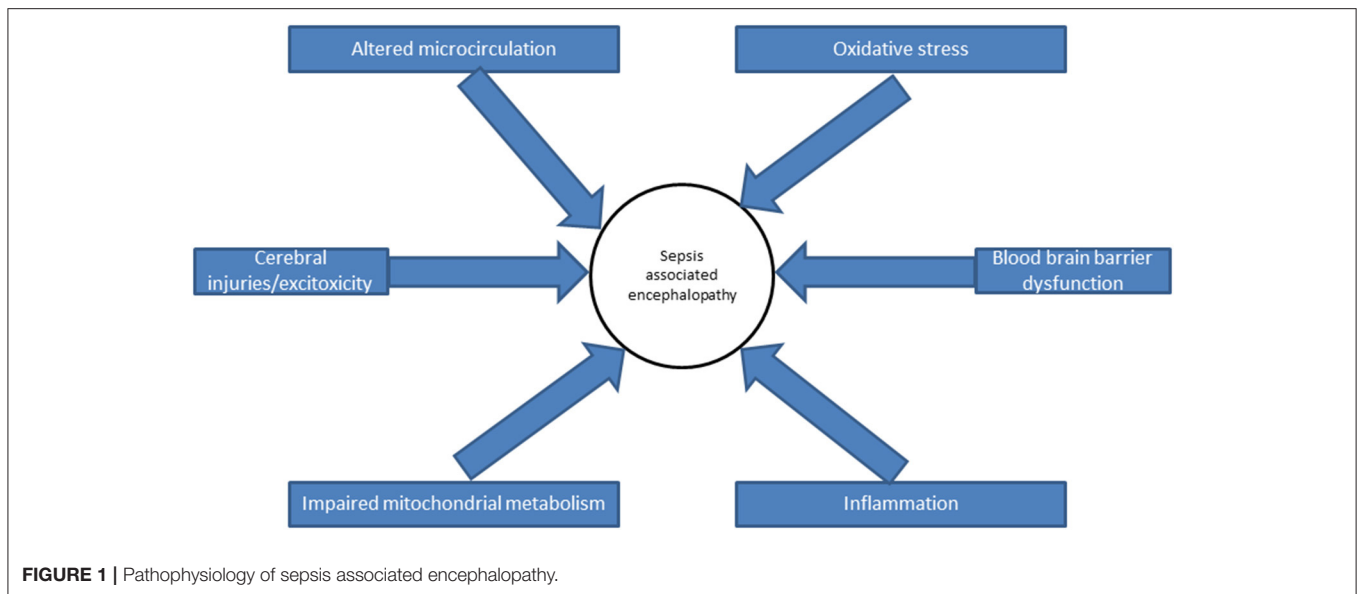 Altered microcirculation
Oxidative stress
Cerebral
injuries/excitoxicity
Sepsis
associated
encephalopathy
Blood brain barrier
dysfunction
Impaired mitochondrial metabolism
Inflammation
FIGURE 1 | Pathophysiology of sepsis associated encephalopathy.